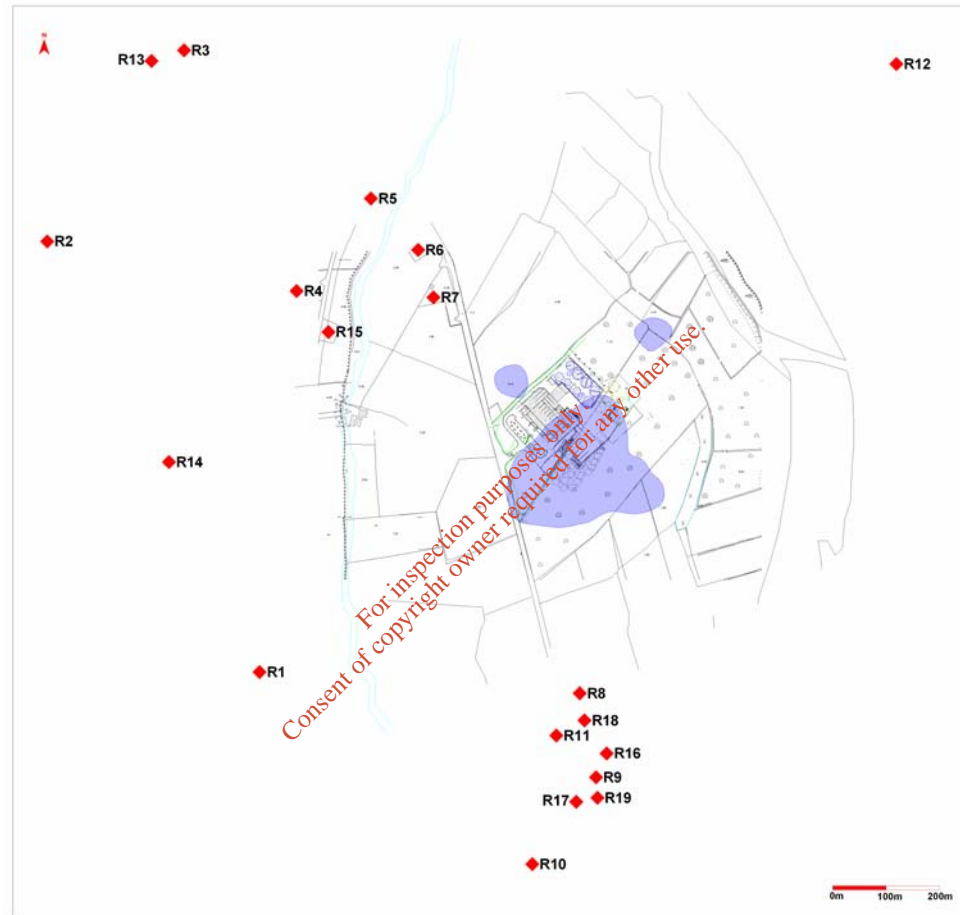 N
R3
R13
R12
R5
R2
R6
R4
R7
R15
R14
For inspection purposes only.
Consent of copyright owner required for any other use.
R1
R8
R18
R11
R16
R9
R17
R19
R10
0m 100m 200m